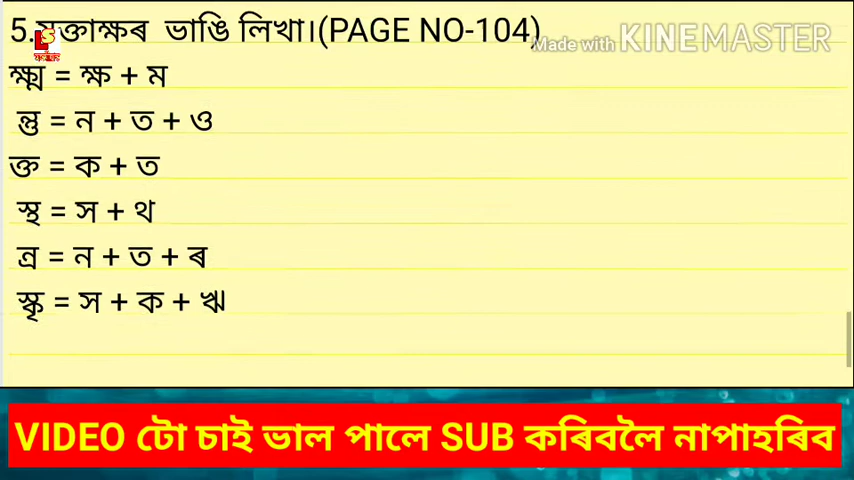 5.যুক্তাক্ষৰ ভাঙি লিখা।(PAGE NO-104)
Made with KINEMASTER
ক্ষ্ম = ক্ষ + ম
ন্তু = ন + ত + ও
ক্ত = ক + ত
স্থ = স + থ
ন্ৰ = ন + ত + ৰ
স্কৃ = স + ক + ঋ
VIDEO টো চাই ভাল পালে SUB কৰিবলৈ নাপাহৰিব